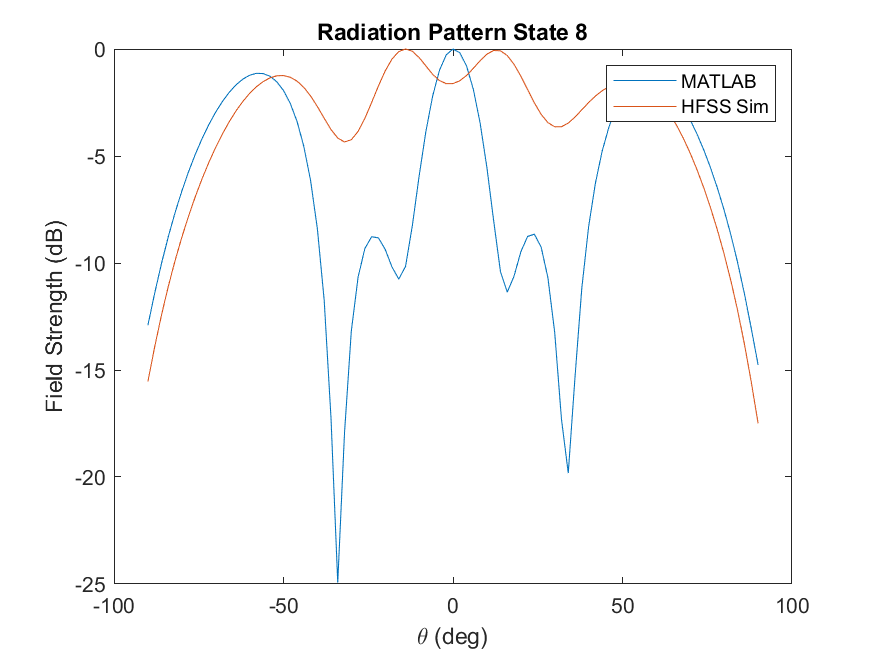 Radiation Pattern State 8
0
-5
-10
-15
-20
-25
Field Strength (dB)
MATLAB
HFSS Sim
-100
-50
0
50
100
θ (deg)